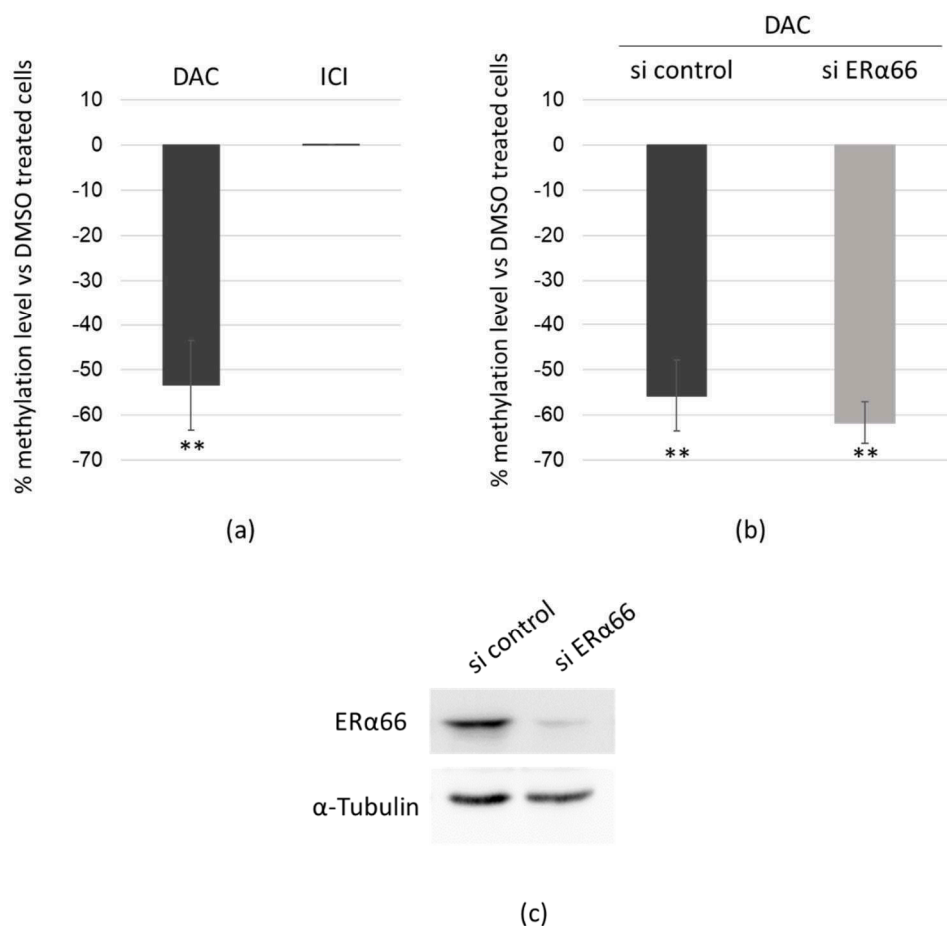 DAC ICI
% methylation level vs DMSO treated cells
10
0
-10
-20
-30
-40
-50
-60
-70
**
(a)
DAC
si control si ERα66
% methylation level vs DMSO treated cells
10
0
-10
-20
-30
-40
-50
-60
-70
** **
(b)
si control si ERα66
ERα66
α-Tubulin
(c)